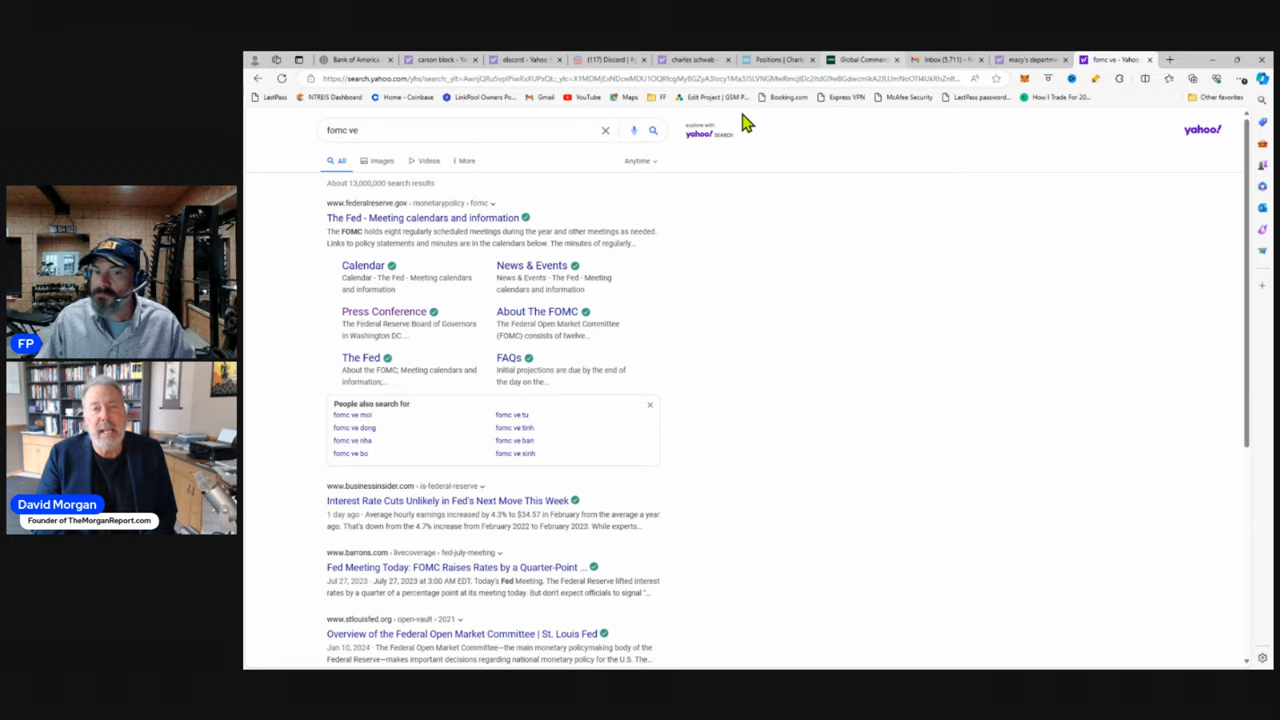 Bank of America
carson block - Ya
discord - Yahoo
(117) Discord |
charles schwab -
Positions | Charle
Global Commer
Inbox (5,711) -
macy's departme
fomc ve - Yahoo
LastPass
NTREIS Dashboard
Home - Coinbase
LinkPool Owners Po...
Gmail
YouTube
Maps
FF
Edit Project | GSM P...
Booking.com
Express VPN
McAfee Security
LastPass password...
How I Trade For 20...
Other favorites
fomc ve
explore with
yahoo! SEARCH
yahoo!
All
Images
Videos
More
Anytime
About 13,000,000 search results
www.federalreserve.gov › monetarypolicy › fomc
The Fed - Meeting calendars and information
The FOMC holds eight regularly scheduled meetings during the year and other meetings as needed.
Links to policy statements and minutes are in the calendars below. The minutes of regularly...
Calendar
Calendar - The Fed - Meeting calendars
and information
News & Events
News & Events - The Fed - Meeting
calendars and information
Press Conference
The Federal Reserve Board of Governors
in Washington DC....
About The FOMC
The Federal Open Market Committee
(FOMC) consists of twelve...
The Fed
About the FOMC; Meeting calendars and
information;...
FAQs
Initial projections are due by the end of
the day on the...
People also search for
fomc ve moi
fomc ve tu
fomc ve dong
fomc ve tinh
fomc ve nha
fomc ve ban
fomc ve bo
fomc ve sinh
www.businessinsider.com › is-federal-reserve
Interest Rate Cuts Unlikely in Fed's Next Move This Week
1 day ago · Average hourly earnings increased by 4.3% to $34.57 in February from the average a year
ago. That's down from the 4.7% increase from February 2022 to February 2023. While experts...
www.barrons.com › livecoverage › fed-july-meeting
Fed Meeting Today: FOMC Raises Rates by a Quarter-Point ...
Jul 27, 2023 · July 27, 2023 at 3:00 AM EDT. Today's Fed Meeting. The Federal Reserve lifted interest
rates by a quarter of a percentage point at its meeting today. But don't expect officials to signal "...
www.stlouisfed.org › open-vault › 2021
Overview of the Federal Open Market Committee | St. Louis Fed
Jan 10, 2024 · The Federal Open Market Committee—the main monetary policymaking body of the
Federal Reserve—makes important decisions regarding national monetary policy for the U.S. The...
FP
David Morgan
Founder of TheMorganReport.com